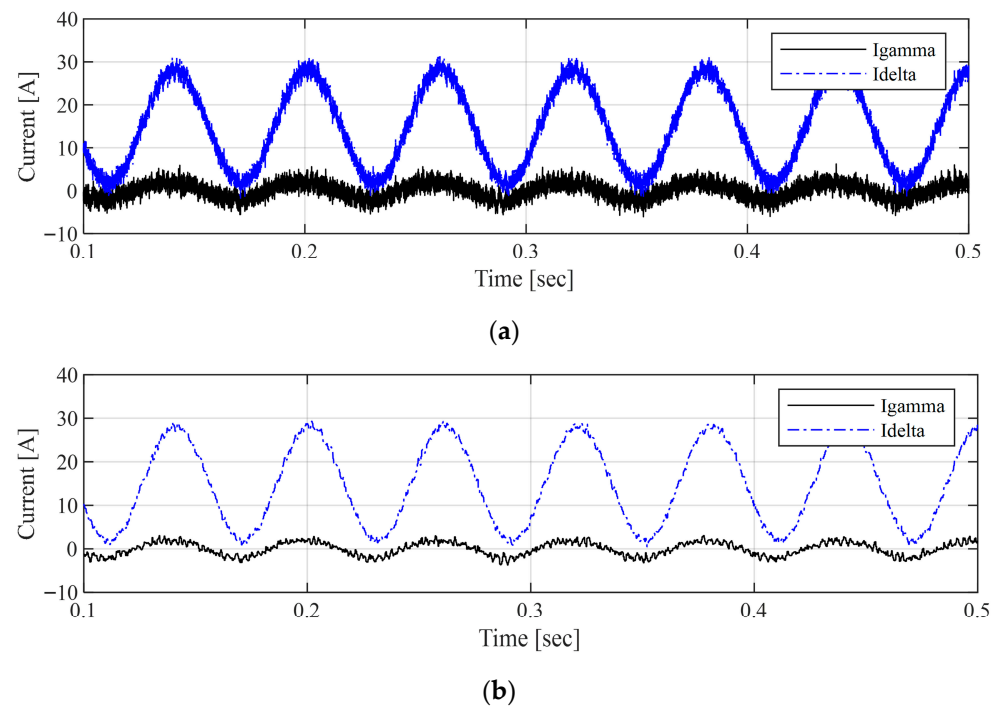 40
30
20
10
0
−10
Current [A]
Igamma
Idelta
0.1
0.2
0.3
0.4
0.5
Time [sec]
(a)
40
30
20
10
0
−10
Current [A]
Igamma
Idelta
0.1
0.2
0.3
0.4
0.5
Time [sec]
(b)